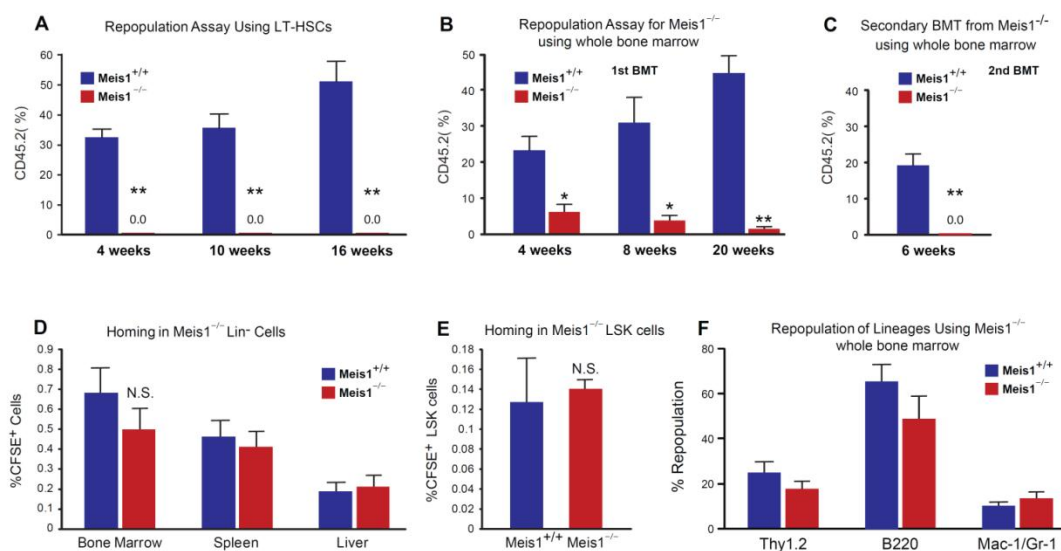 A
Repopulation Assay Using LT-HSCs
CD45.2( %)
60
50
40
30
20
10
0
Meis1+/+
Meis1−/−
**
0.0
**
0.0
**
0.0
4 weeks
10 weeks
16 weeks
B
Repopulation Assay for Meis1−/−
using whole bone marrow
CD45.2( %)
50
40
30
20
10
0
Meis1+/+
Meis1−/−
1st BMT
*
*
**
4 weeks
8 weeks
20 weeks
C
Secondary BMT from Meis1-/-
using whole bone marrow
CD45.2( %)
50
40
30
20
10
0
Meis1+/+
Meis1−/−
2nd BMT
**
0.0
6 weeks
D
Homing in Meis1−/− Lin- Cells
%CFSE+ Cells
0.9
0.8
0.7
0.6
0.5
0.4
0.3
0.2
0.1
0
N.S.
Meis1+/+
Meis1−/−
Bone Marrow
Spleen
Liver
E
Homing in Meis1−/− LSK cells
%CFSE+ LSK cells
0.18
0.16
0.14
0.12
0.10
0.08
0.06
0.04
0.02
0
N.S.
Meis1+/+ Meis1−/−
F
Repopulation of Lineages Using Meis1−/−
whole bone marrow
% Repopulation
80
60
40
20
0
Meis1+/+
Meis1−/−
Thy1.2
B220
Mac-1/Gr-1